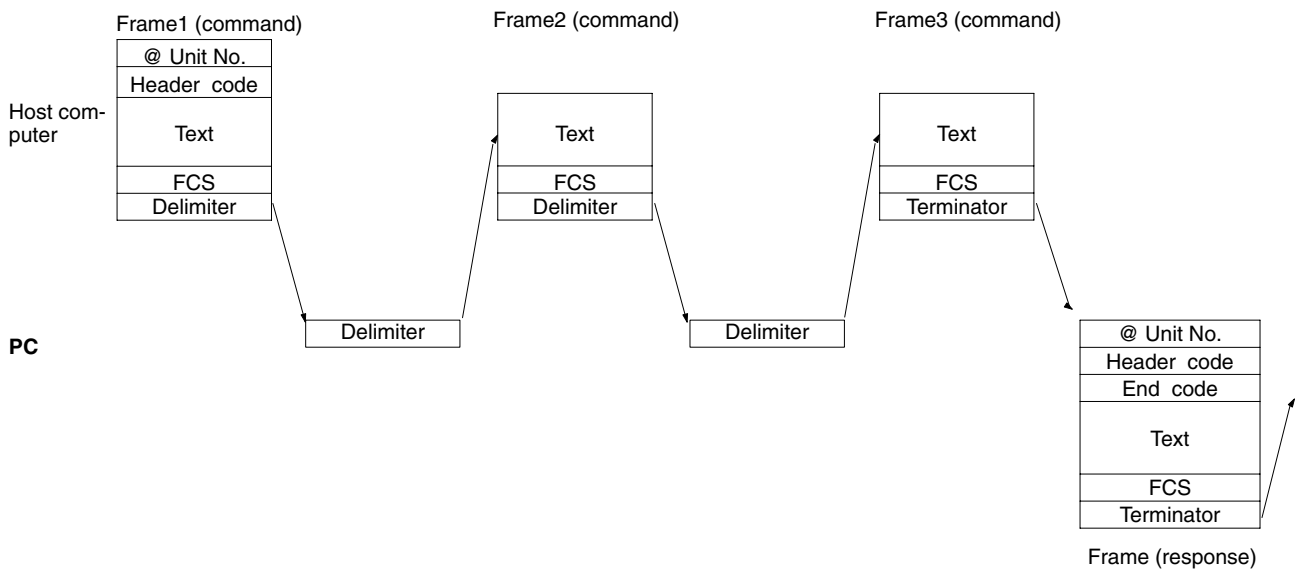 Frame1 (command)
@ Unit No.
Header code
Text
FCS
Delimiter
Frame2 (command)
Text
FCS
Delimiter
Frame3 (command)
Text
FCS
Terminator
Host com-
puter
Delimiter
Delimiter
PC
@ Unit No.
Header code
End code
Text
FCS
Terminator
Frame (response)